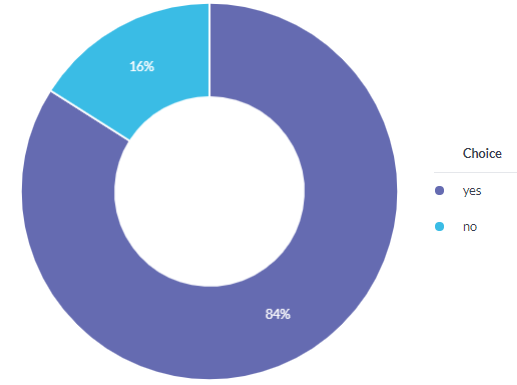 16%
84%
Choice
yes
no